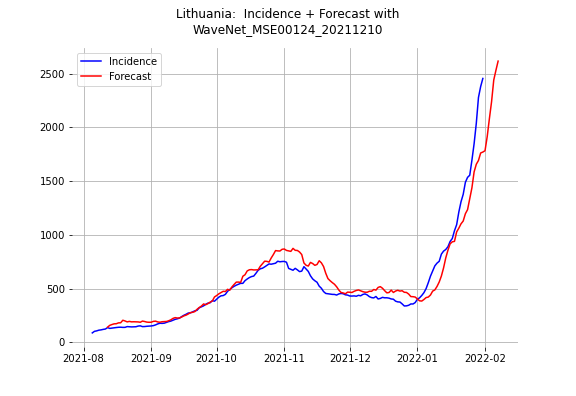 Lithuania:  Incidence + Forecast with
WaveNet_MSE00124_20211210
Incidence
Forecast
2500
2000
1500
1000
500
0
2021-08 2021-09 2021-10 2021-11 2021-12 2022-01 2022-02